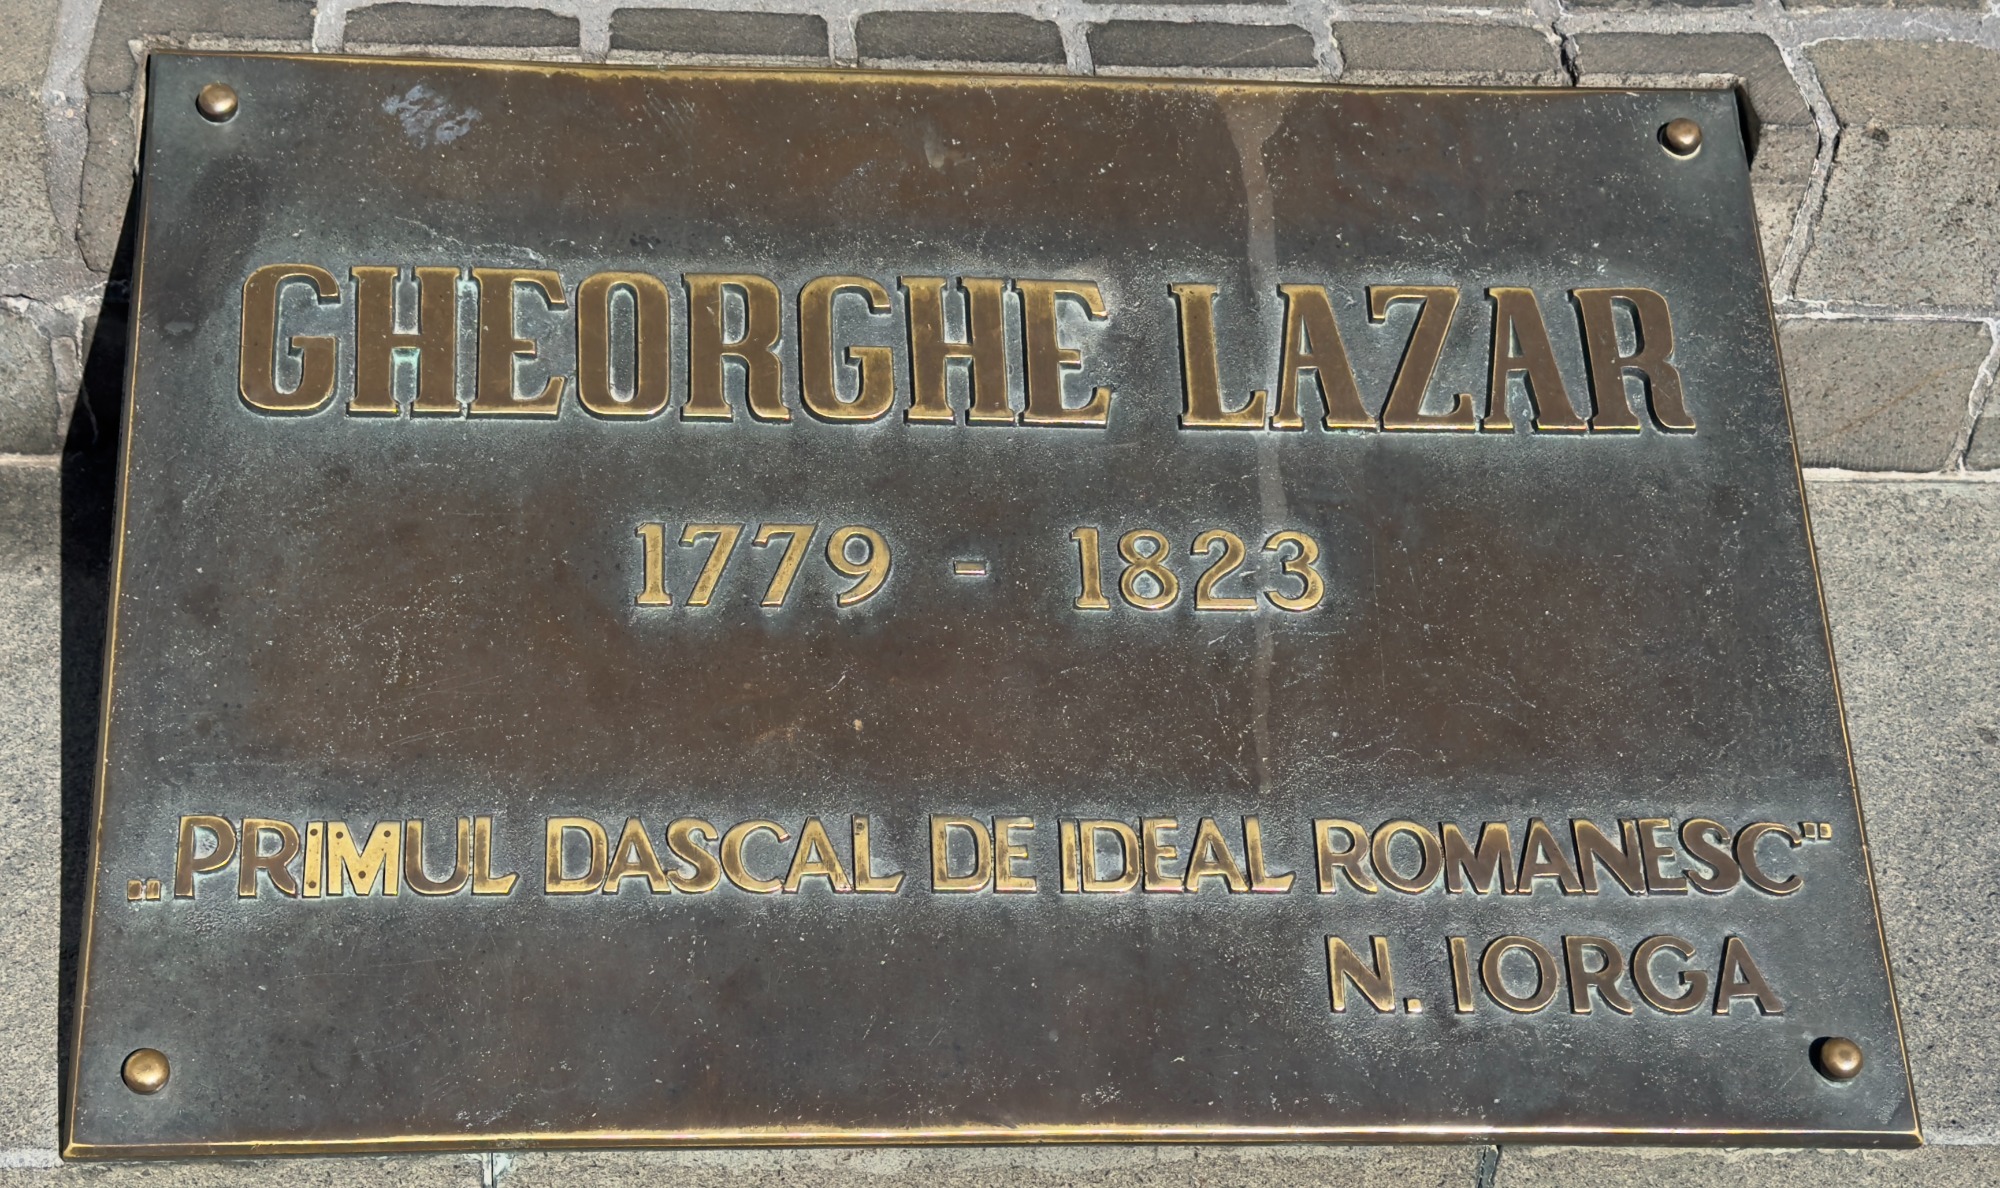 GHEORGHE LAZAR
1779 - 1823
„PRIMUL DASCAL DE IDEAL ROMANESC"
N. IORGA